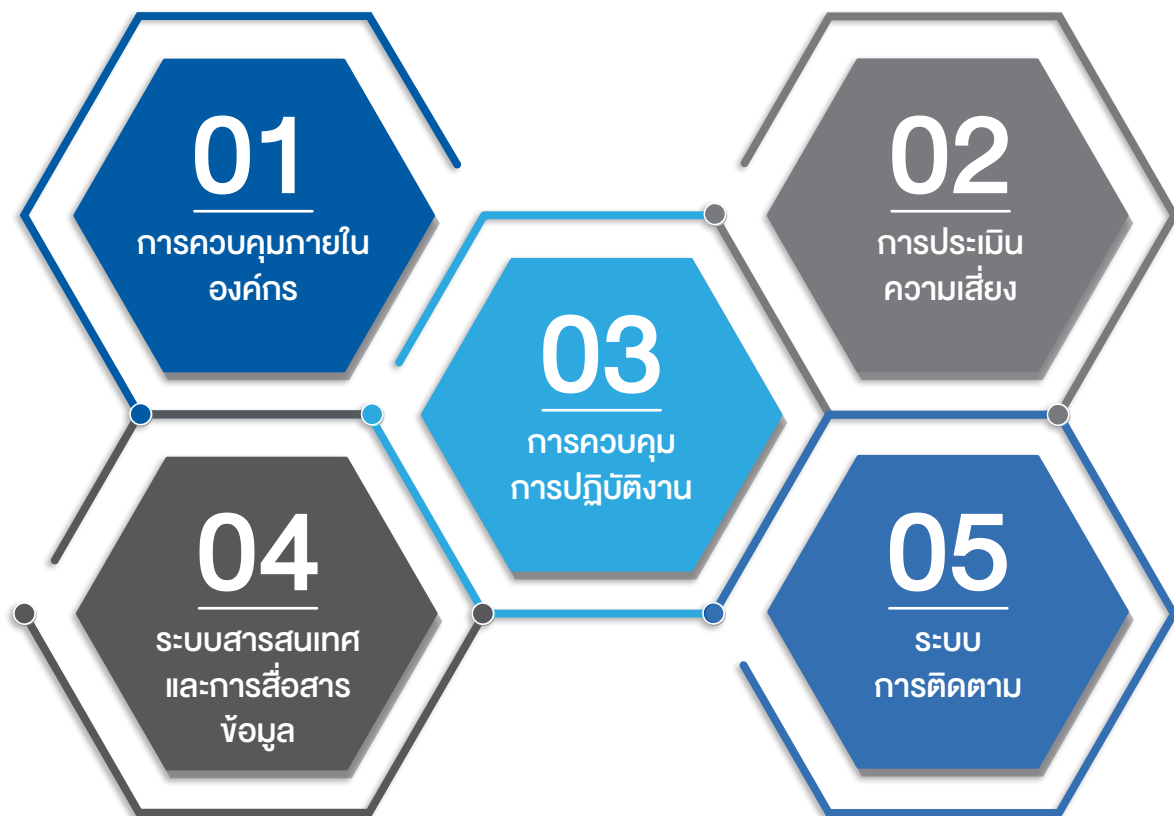 01
การควบคุมภายใน
องค์กร
02
การประเมิน
ความเสี่ยง
03
การควบคุม
การปฏิบัติงาน
04
ระบบสารสนเทศ
และการสื่อสาร
ข้อมูล
05
ระบบ
การติดตาม